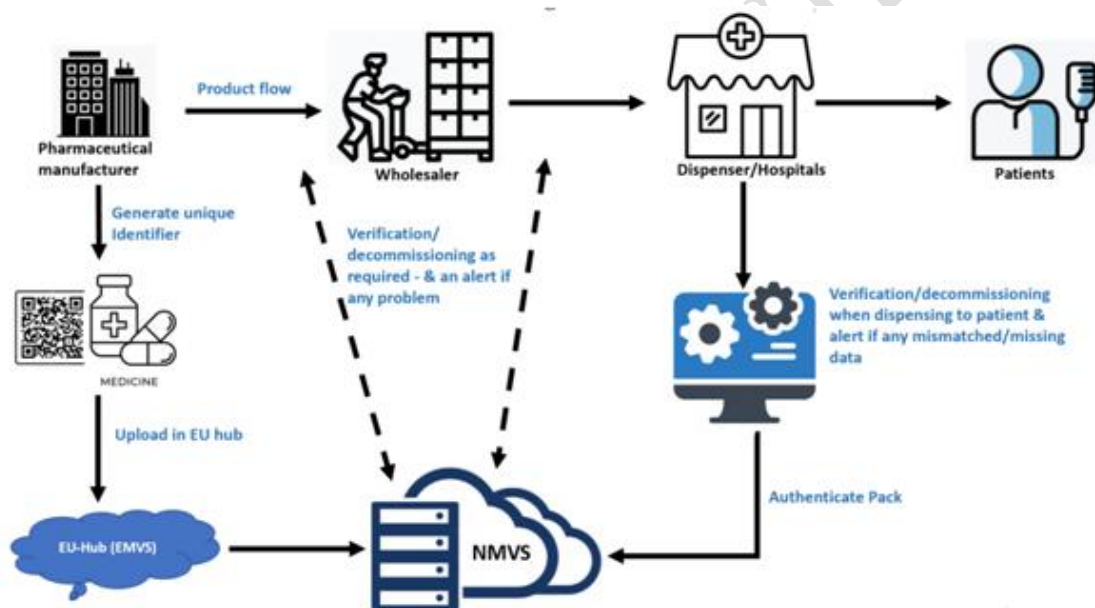 Product flow
Pharmaceutical
manufacturer
Wholesaler
Dispenser/Hospitals
Patients
Generate unique
Identifier
Verification/
decommissioning as
required - & an alert if
any problem
Verification/decommissioning
when dispensing to patient &
alert if any mismatched/missing
data
MEDICINE
Upload in EU hub
Authenticate Pack
EU-Hub (EMVS)
NMVS